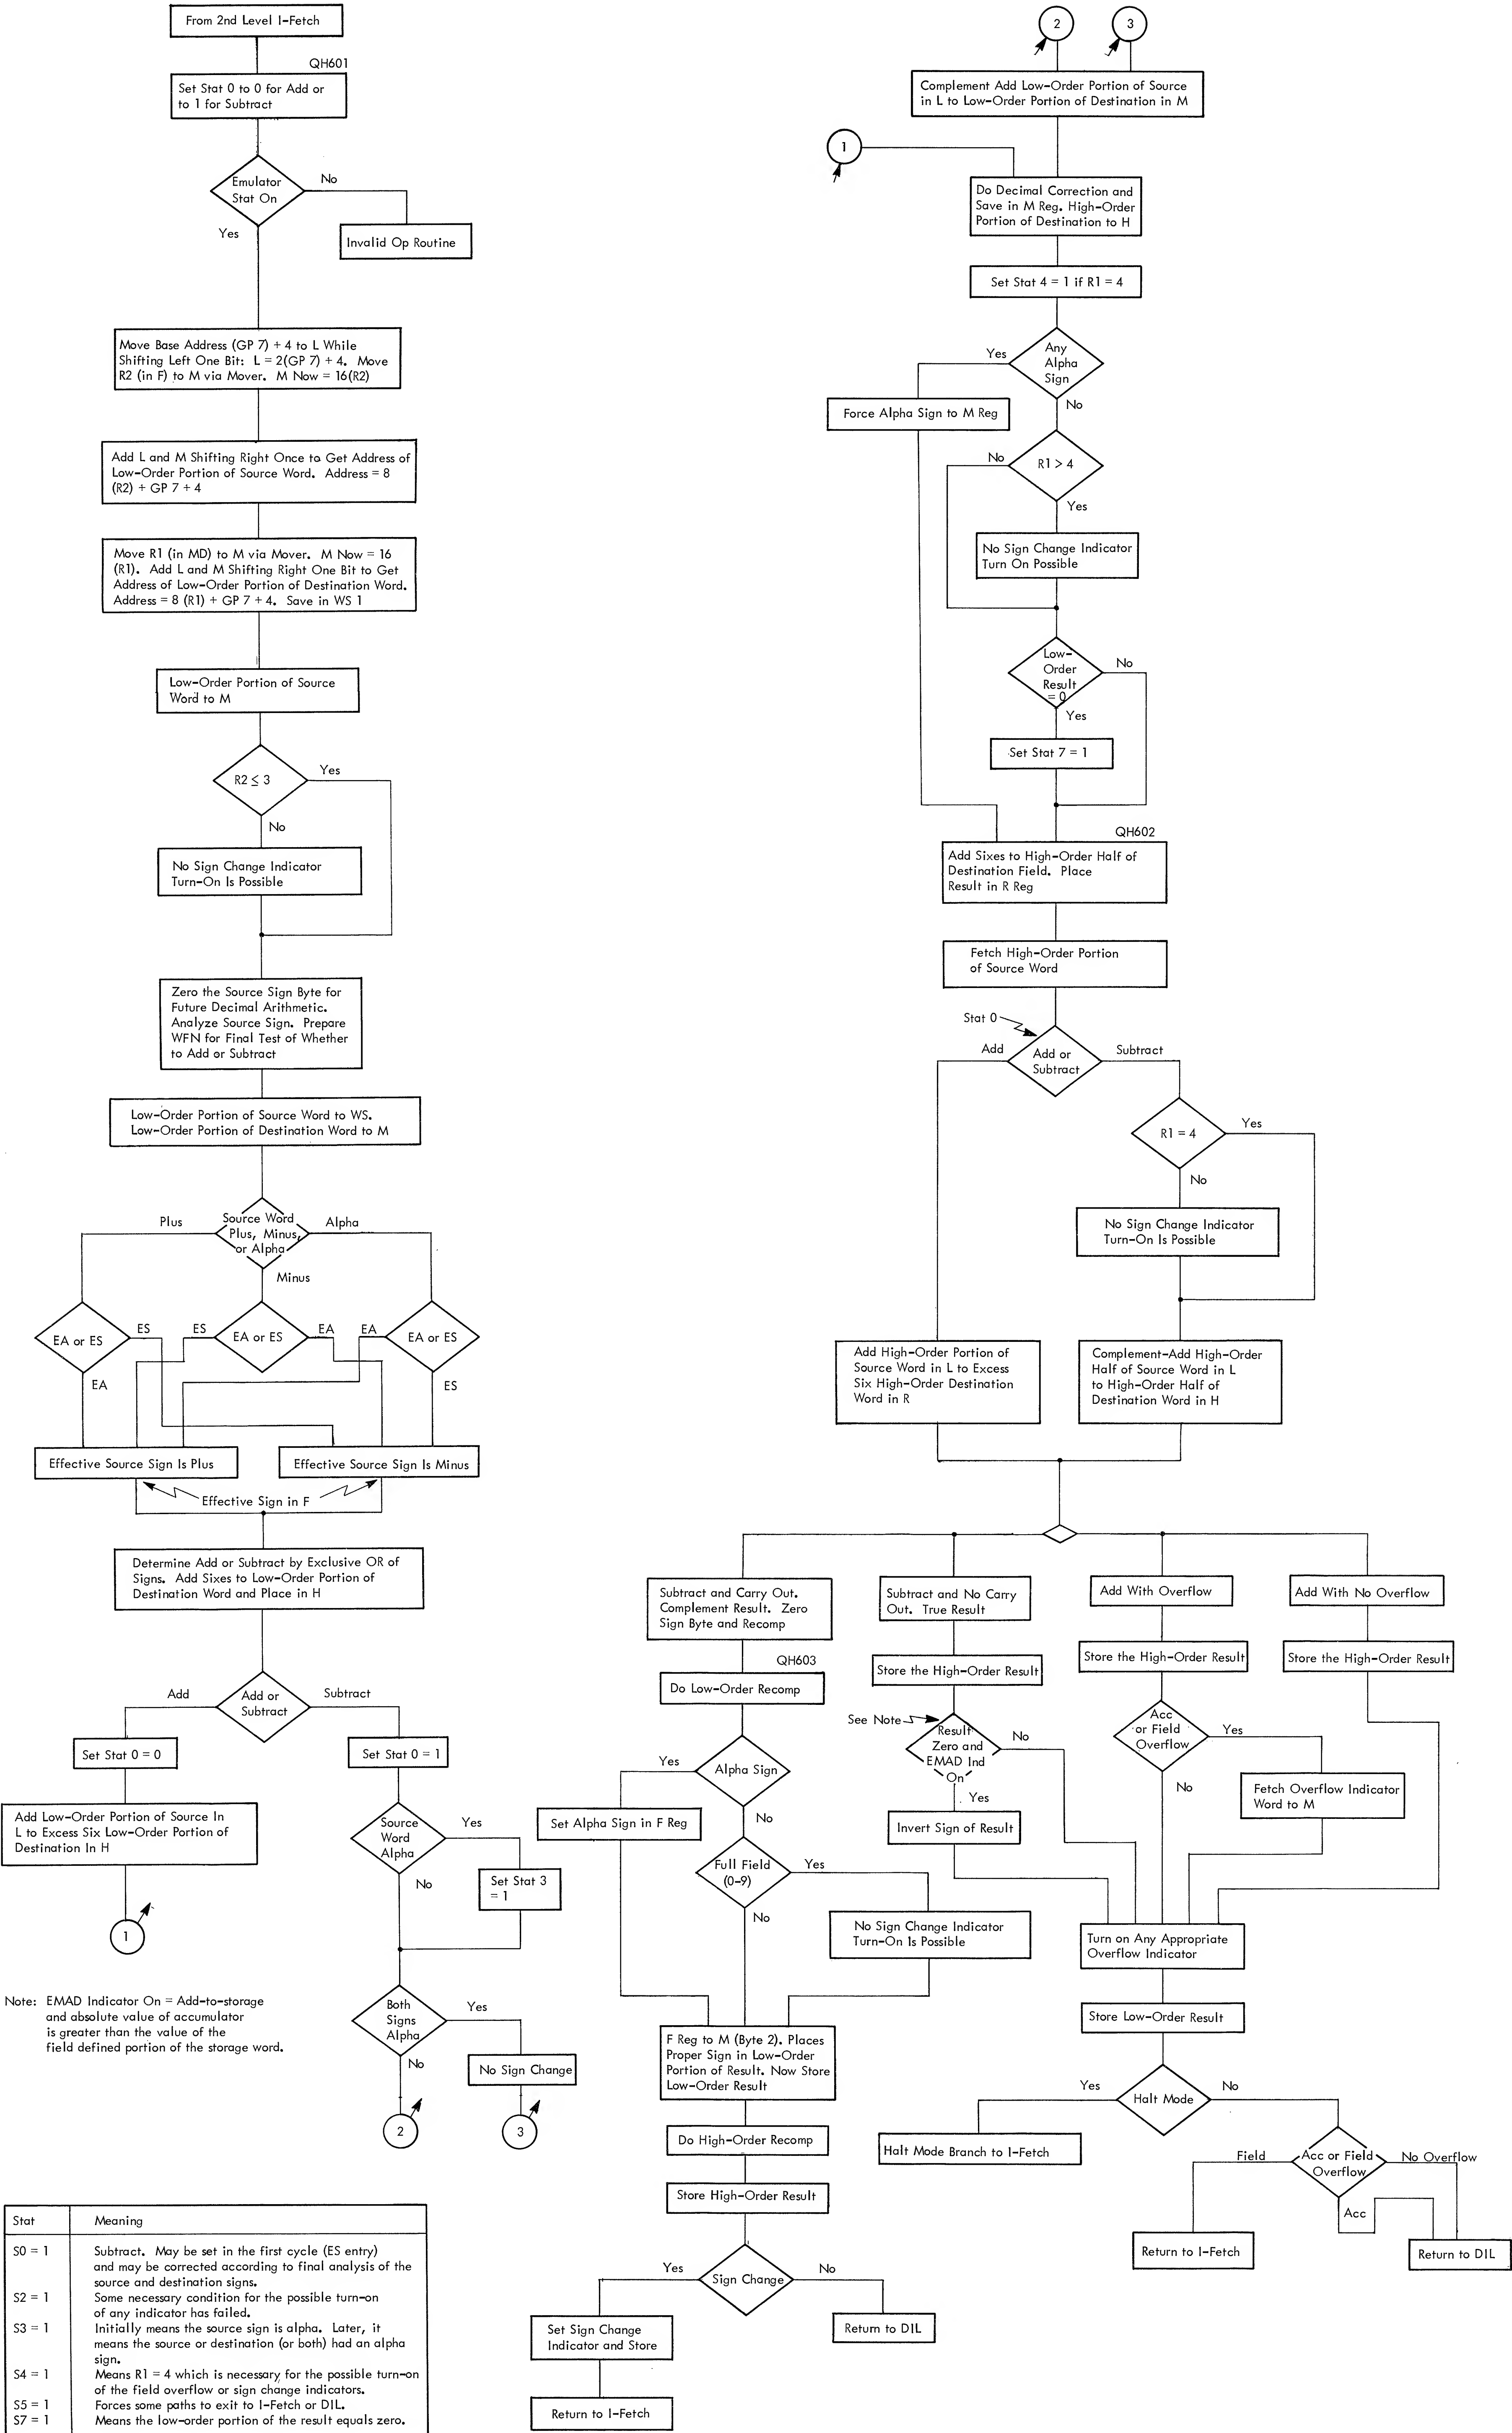 From 2nd Level I-Fetch
QH601
Set Stat 0 to 0 for Add or
to 1 for Subtract
Emulator
Stat On
No
Yes
Invalid Op Routine
Move Base Address (GP 7) + 4 to L While
Shifting Left One Bit: L = 2(GP 7) + 4. Move
R2 (in F) to M via Mover. M Now = 16(R2)
Add L and M Shifting Right Once to Get Address of
Low-Order Portion of Source Word. Address = 8
(R2) + GP 7 + 4
Move R1 (in MD) to M via Mover. M Now = 16
(R1). Add L and M Shifting Right One Bit to Get
Address of Low-Order Portion of Destination Word.
Address = 8 (R1) + GP 7 + 4. Save in WS 1
Low-Order Portion of Source
Word to M
R2 ≤ 3
Yes
No
No Sign Change Indicator
Turn-On Is Possible
Zero the Source Sign Byte for
Future Decimal Arithmetic.
Analyze Source Sign. Prepare
WFN for Final Test of Whether
to Add or Subtract
Low-Order Portion of Source Word to WS.
Low-Order Portion of Destination Word to M
Plus
Source Word
Plus, Minus,
or Alpha
Alpha
Minus
EA or ES
ES
ES
EA or ES
EA
EA
EA or ES
EA
ES
Effective Source Sign Is Plus
Effective Source Sign Is Minus
Effective Sign in F
Determine Add or Subtract by Exclusive OR of
Signs. Add Sixes to Low-Order Portion of
Destination Word and Place in H
Add
Add or
Subtract
Subtract
Set Stat 0 = 0
Set Stat 0 = 1
Add Low-Order Portion of Source In
L to Excess Six Low-Order Portion of
Destination In H
1
Source
Word
Alpha
Yes
No
Set Stat 3
= 1
Both
Signs
Alpha
Yes
No
No Sign Change
2
3
Note: EMAD Indicator On = Add-to-storage
and absolute value of accumulator
is greater than the value of the
field defined portion of the storage word.
Stat Meaning
S0 = 1 Subtract. May be set in the first cycle (ES entry)
and may be corrected according to final analysis of the
source and destination signs.
S2 = 1 Some necessary condition for the possible turn-on
of any indicator has failed.
S3 = 1 Initially means the source sign is alpha. Later, it
means the source or destination (or both) had an alpha
sign.
S4 = 1 Means R1 = 4 which is necessary for the possible turn-on
of the field overflow or sign change indicators.
S5 = 1 Forces some paths to exit to I-Fetch or DIL.
S7 = 1 Means the low-order portion of the result equals zero.
2
3
Complement Add Low-Order Portion of Source
in L to Low-Order Portion of Destination in M
1
Do Decimal Correction and
Save in M Reg. High-Order
Portion of Destination to H
Set Stat 4 = 1 if R1 = 4
Yes
Any
Alpha
Sign
No
Force Alpha Sign to M Reg
No
R1 > 4
Yes
No Sign Change Indicator
Turn On Possible
Low-
Order
Result
= 0
No
Yes
Set Stat 7 = 1
QH602
Add Sixes to High-Order Half of
Destination Field. Place
Result in R Reg
Fetch High-Order Portion
of Source Word
Stat 0
Add
Add or
Subtract
Subtract
R1 = 4
Yes
No
No Sign Change Indicator
Turn-On Is Possible
Add High-Order Portion of
Source Word in L to Excess
Six High-Order Destination
Word in R
Complement-Add High-Order
Half of Source Word in L
to High-Order Half of
Destination Word in H
Subtract and Carry Out.
Complement Result. Zero
Sign Byte and Recomp
Subtract and No Carry
Out. True Result
Add With Overflow
Add With No Overflow
QH603
Do Low-Order Recomp
Store the High-Order Result
Store the High-Order Result
Store the High-Order Result
Yes
Alpha Sign
No
Set Alpha Sign in F Reg
See Note
Result
Zero and
EMAD Ind
On
No
Yes
Invert Sign of Result
Acc
or Field
Overflow
Yes
No
Fetch Overflow Indicator
Word to M
Full Field
(0-9)
Yes
No
No Sign Change Indicator
Turn-On Is Possible
Turn on Any Appropriate
Overflow Indicator
Store Low-Order Result
F Reg to M (Byte 2). Places
Proper Sign in Low-Order
Portion of Result. Now Store
Low-Order Result
Do High-Order Recomp
Store High-Order Result
Yes
Sign Change
No
Set Sign Change
Indicator and Store
Return to DIL
Return to I-Fetch
Yes
Halt Mode
No
Halt Mode Branch to I-Fetch
Field
Acc or Field
Overflow
No Overflow
Acc
Return to I-Fetch
Return to DIL